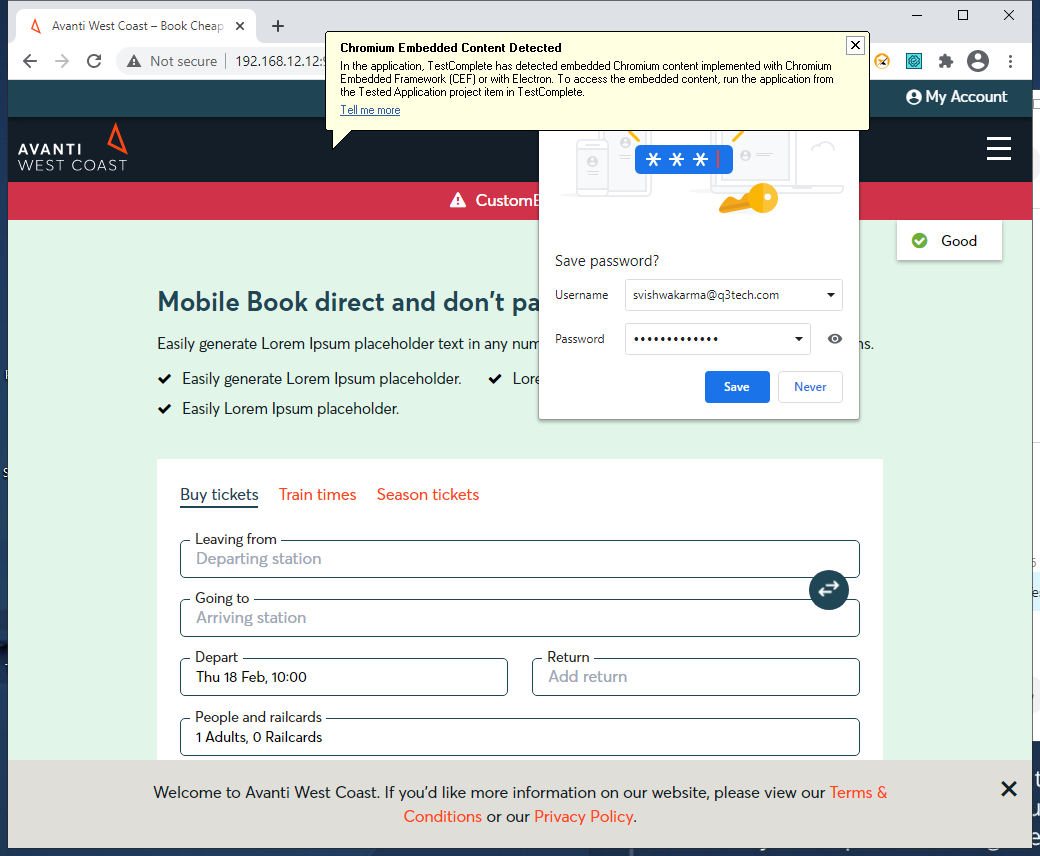 Avanti West Coast – Book Cheap
Not secure
192.168.12.12:
Chromium Embedded Content Detected
In the application, TestComplete has detected embedded Chromium content implemented with Chromium
Embedded Framework (CEF) or with Electron. To access the embedded content, run the application from
the Tested Application project item in TestComplete.
Tell me more
My Account
AVANTI
WEST COAST
***
Good
Save password?
Username
svishwakarma@q3tech.com
Password
•••••••••••••
Save
Never
Mobile Book direct and don’t pa
Easily generate Lorem Ipsum placeholder text in any
Easily generate Lorem Ipsum placeholder.
Easily Lorem Ipsum placeholder.
Buy tickets
Train times
Season tickets
Leaving from
Departing station
Going to
Arriving station
Depart
Thu 18 Feb, 10:00
Return
Add return
People and railcards
1 Adults, 0 Railcards
Welcome to Avanti West Coast. If you’d like more information on our website, please view our Terms &
Conditions or our Privacy Policy.